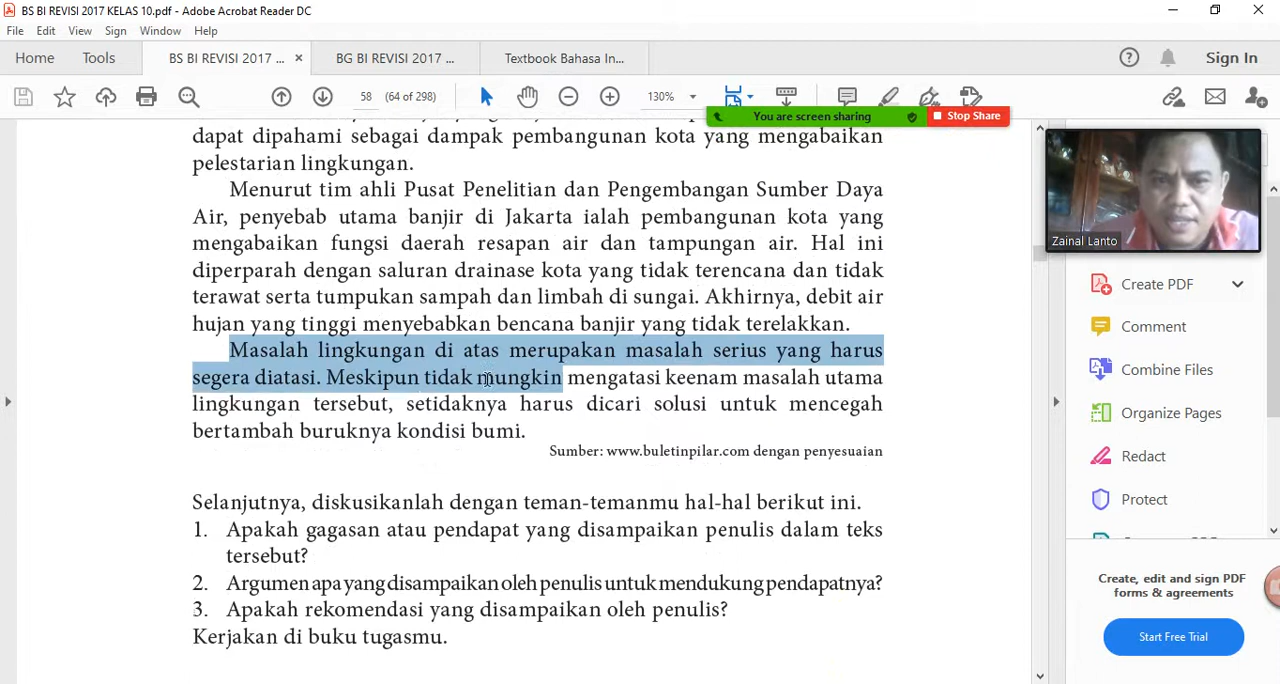 BS BI REVISI 2017 KELAS 10.pdf - Adobe Acrobat Reader DC
File Edit View Sign Window Help
Home Tools BS BI REVISI 2017 ... × BG BI REVISI 2017 ... Textbook Bahasa In... Sign In
58 (64 of 298) 130%
You are screen sharing Stop Share
dapat dipahami sebagai dampak pembangunan kota yang mengabaikan
pelestarian lingkungan.
Menurut tim ahli Pusat Penelitian dan Pengembangan Sumber Daya
Air, penyebab utama banjir di Jakarta ialah pembangunan kota yang
mengabaikan fungsi daerah resapan air dan tampungan air. Hal ini
diperparah dengan saluran drainase kota yang tidak terencana dan tidak
terawat serta tumpukan sampah dan limbah di sungai. Akhirnya, debit air
hujan yang tinggi menyebabkan bencana banjir yang tidak terelakkan.
Masalah lingkungan di atas merupakan masalah serius yang harus
segera diatasi. Meskipun tidak mungkin mengatasi keenam masalah utama
lingkungan tersebut, setidaknya harus dicari solusi untuk mencegah
bertambah buruknya kondisi bumi.
Sumber: www.buletinpilar.com dengan penyesuaian
Selanjutnya, diskusikanlah dengan teman-temanmu hal-hal berikut ini.
1. Apakah gagasan atau pendapat yang disampaikan penulis dalam teks
tersebut?
2. Argumen apa yang disampaikan oleh penulis untuk mendukung pendapatnya?
3. Apakah rekomendasi yang disampaikan oleh penulis?
Kerjakan di buku tugasmu.
Zainal Lanto
Create PDF
Comment
Combine Files
Organize Pages
Redact
Protect
Create, edit and sign PDF
forms & agreements
Start Free Trial